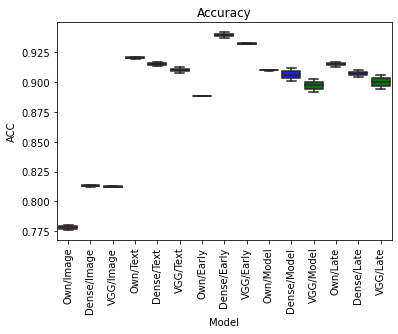 Accuracy
0.925
0.900
0.875
0.850
0.825
0.800
0.775
ACC
Own/Image
Dense/Image
VGG/Image
Own/Text
Dense/Text
VGG/Text
Own/Early
Dense/Early
VGG/Early
Own/Model
Dense/Model
VGG/Model
Own/Late
Dense/Late
VGG/Late
Model